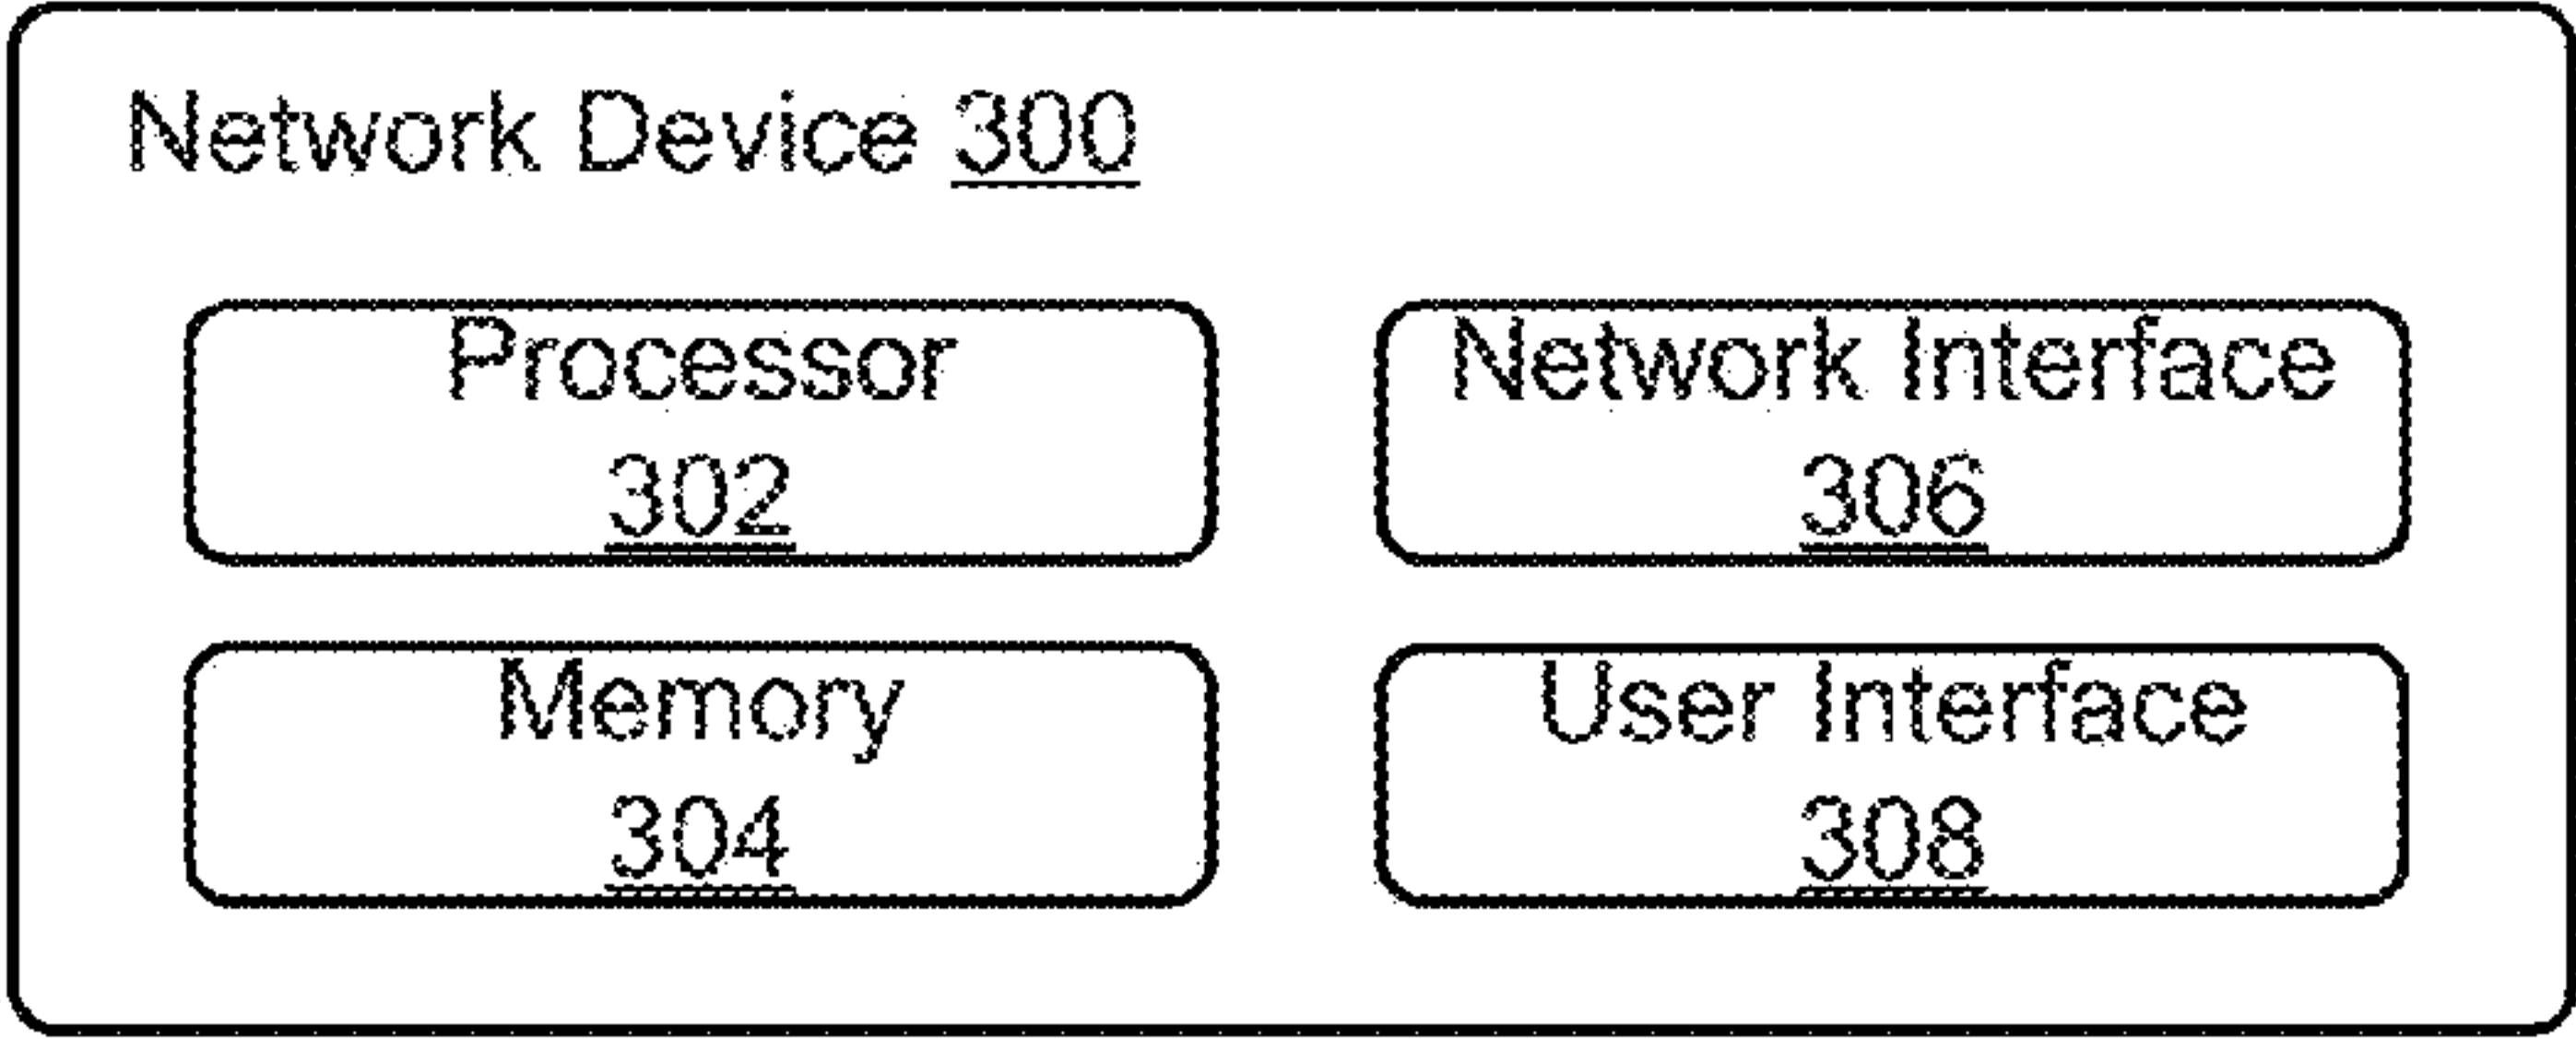 Network Device 300
Processor
302
Network Interface
306
Memory
304
User Interface
308